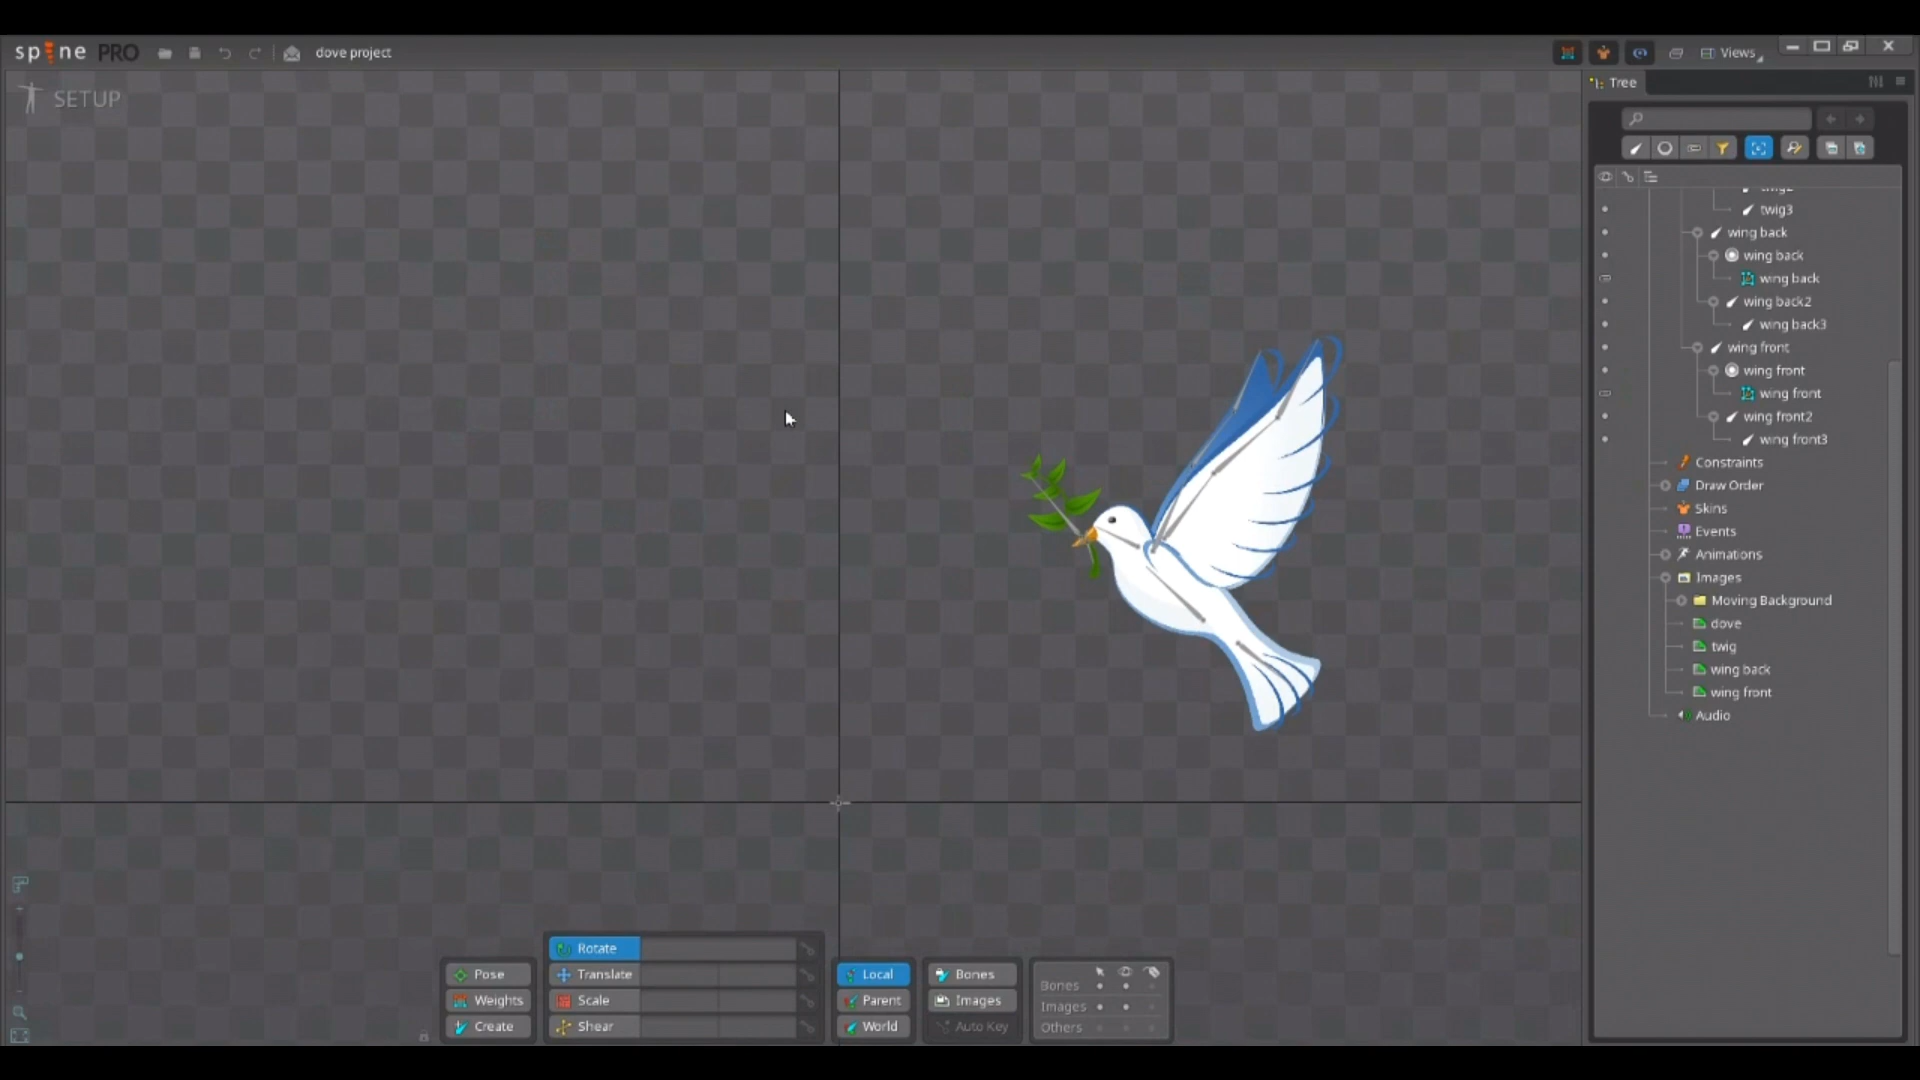 spine PRO
dove project
Views
SETUP
Tree
twig2
twig3
wing back
wing back
wing back
wing back2
wing back3
wing front
wing front
wing front
wing front2
wing front3
Constraints
Draw Order
Skins
Events
Animations
Images
Moving Background
dove
twig
wing back
wing front
Audio
Pose
Weights
Create
Rotate
Translate
Scale
Shear
Local
Parent
World
Bones
Images
Auto Key
Bones
Images
Others